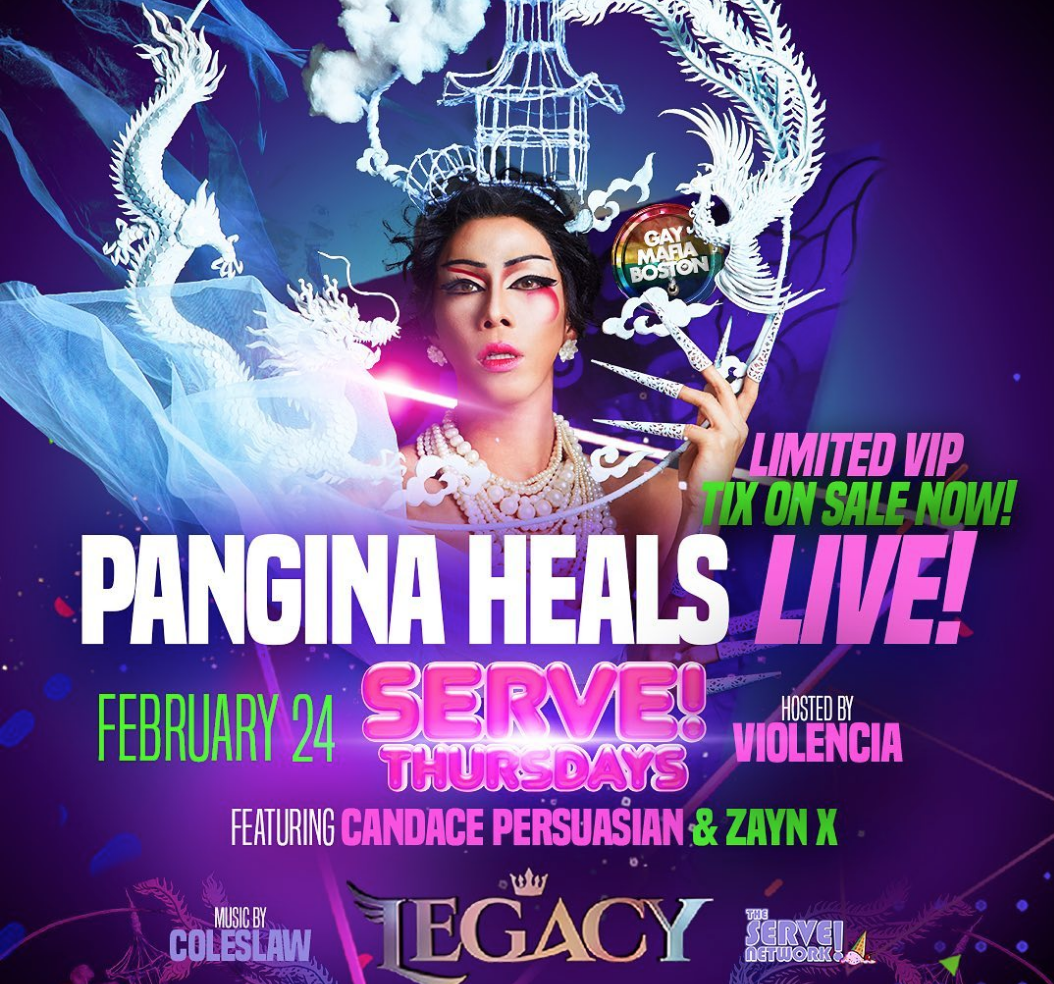 GAY
MAFIA
BOSTON
LIMITED VIP
TIX ON SALE NOW!
PANGINA HEALS LIVE!
FEBRUARY 24
SERVE!
THURSDAYS
HOSTED BY
VIOLENCIA
FEATURING CANDACE PERSUASIAN & ZAYN X
MUSIC BY
COLESLAW
LEGACY
THE
SERVE!
NETWORK